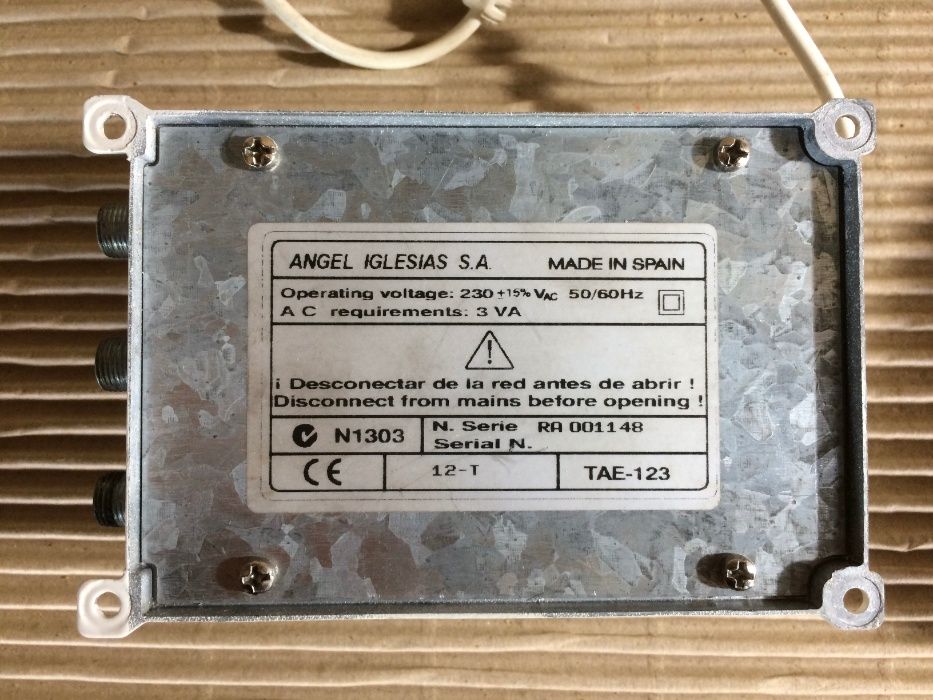 ANGEL IGLESIAS S.A. MADE IN SPAIN
Operating voltage: 230 ±15% VAC 50/60Hz
A C requirements: 3 VA
¡ Desconectar de la red antes de abrir !
Disconnect from mains before opening !
N1303 N. Serie RA 001148
Serial N.
CE 12-T TAE-123